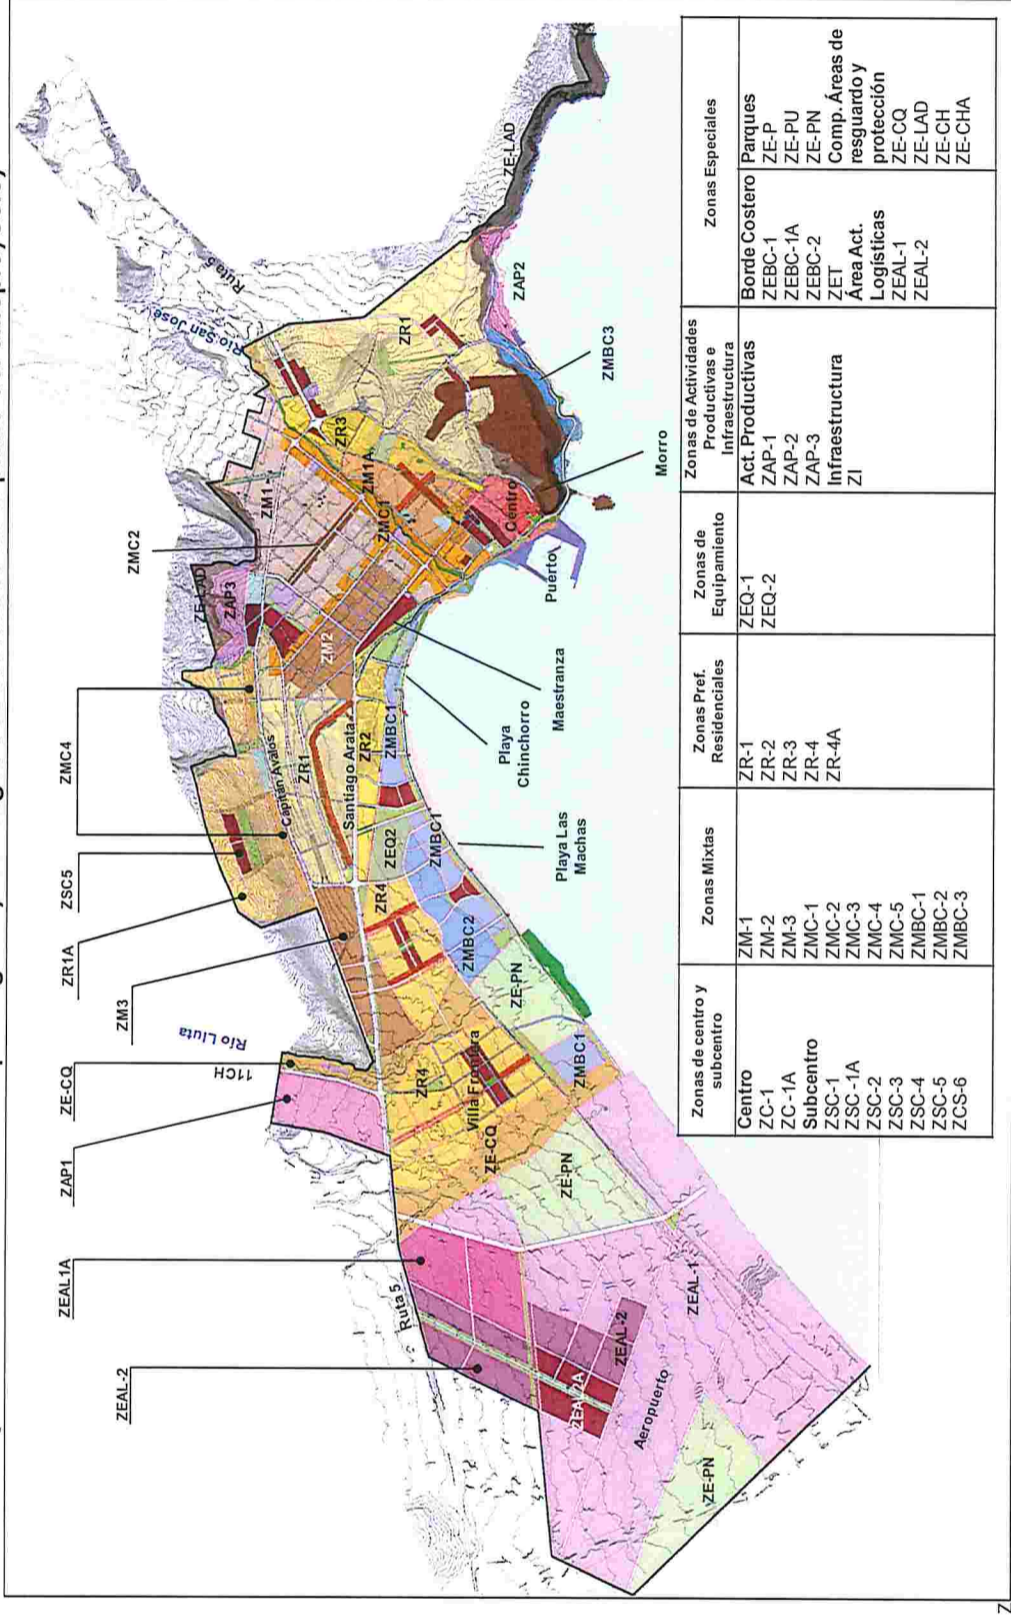 ZEAL-2
ZEAL1A
ZAP1
ZE-CQ
ZM3
ZR1A
ZSC5
ZMC4
ZMC2
Río Lluta
11CH
Ruta 5
Río San José
Ruta 5
ZE-LAD
ZAP3
ZM1
ZM1A
ZMC1
ZR3
ZR1
ZE-LAD
ZAP2
ZMBC3
Morro
Centro
Puerto
ZM2
Maestranza
Playa
Chinchorro
Capitán Avalos
ZR1
Santiago Arata
ZR2
ZMBC1
ZEQ2
ZMBC1
Playa Las
Machas
ZR4
ZMBC2
ZE-PN
ZMBC1
ZR4
Villa Frontera
ZE-CQ
ZE-PN
ZEAL-1
ZEAL-2
ZEAL2A
Aeropuerto
ZE-PN
Zonas de centro y
subcentro
Centro
ZC-1
ZC-1A
Subcentro
ZSC-1
ZSC-1A
ZSC-2
ZSC-3
ZSC-4
ZSC-5
ZCS-6
Zonas Mixtas
ZM-1
ZM-2
ZM-3
ZMC-1
ZMC-2
ZMC-3
ZMC-4
ZMC-5
ZMBC-1
ZMBC-2
ZMBC-3
Zonas Pref.
Residenciales
ZR-1
ZR-2
ZR-3
ZR-4
ZR-4A
Zonas de
Equipamiento
ZEQ-1
ZEQ-2
Zonas de Actividades
Productivas e
Infraestructura
Act. Productivas
ZAP-1
ZAP-2
ZAP-3
Infraestructura
ZI
Zonas Especiales
Borde Costero
ZEBC-1
ZEBC-1A
ZEBC-2
ZET
Área Act.
Logísticas
ZEAL-1
ZEAL-2
Parques
ZE-P
ZE-PU
ZE-PN
Comp. Áreas de
resguardo y
protección
ZE-CQ
ZE-LAD
ZE-CH
ZE-CHA